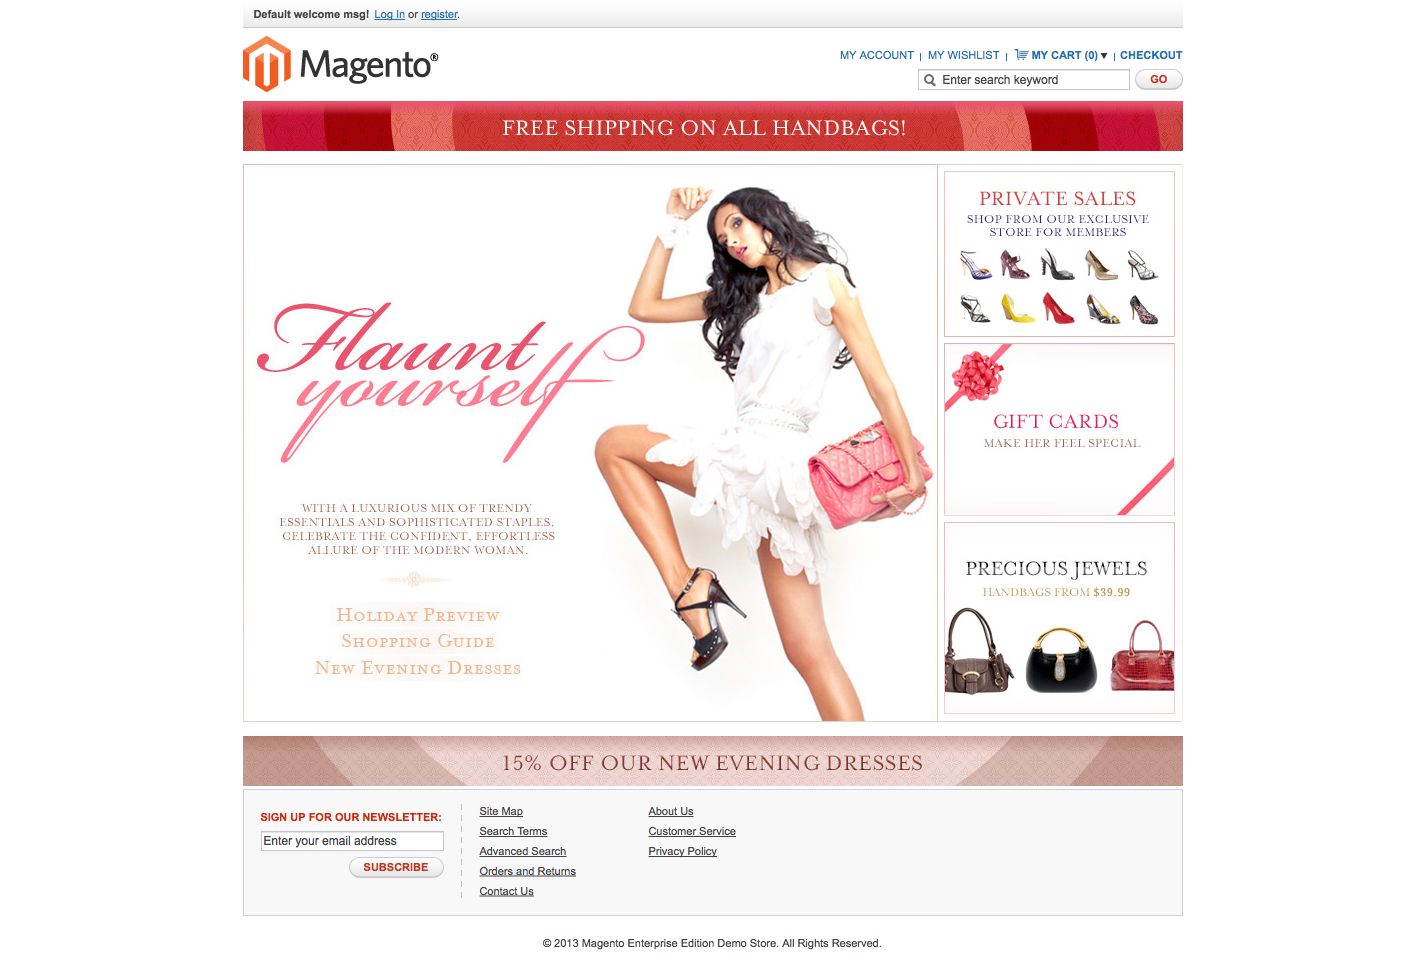 Default welcome msg! Log In or register.
Magento®
MY ACCOUNT | MY WISHLIST | MY CART (0) ▼ | CHECKOUT
Enter search keyword GO
FREE SHIPPING ON ALL HANDBAGS!
Flaunt
yourself
WITH A LUXURIOUS MIX OF TRENDY
ESSENTIALS AND SOPHISTICATED STAPLES,
CELEBRATE THE CONFIDENT, EFFORTLESS
ALLURE OF THE MODERN WOMAN.
HOLIDAY PREVIEW
SHOPPING GUIDE
NEW EVENING DRESSES
PRIVATE SALES
SHOP FROM OUR EXCLUSIVE
STORE FOR MEMBERS
GIFT CARDS
MAKE HER FEEL SPECIAL
PRECIOUS JEWELS
HANDBAGS FROM $39.99
15% OFF OUR NEW EVENING DRESSES
SIGN UP FOR OUR NEWSLETTER:
Enter your email address
SUBSCRIBE
Site Map
Search Terms
Advanced Search
Orders and Returns
Contact Us
About Us
Customer Service
Privacy Policy
© 2013 Magento Enterprise Edition Demo Store. All Rights Reserved.